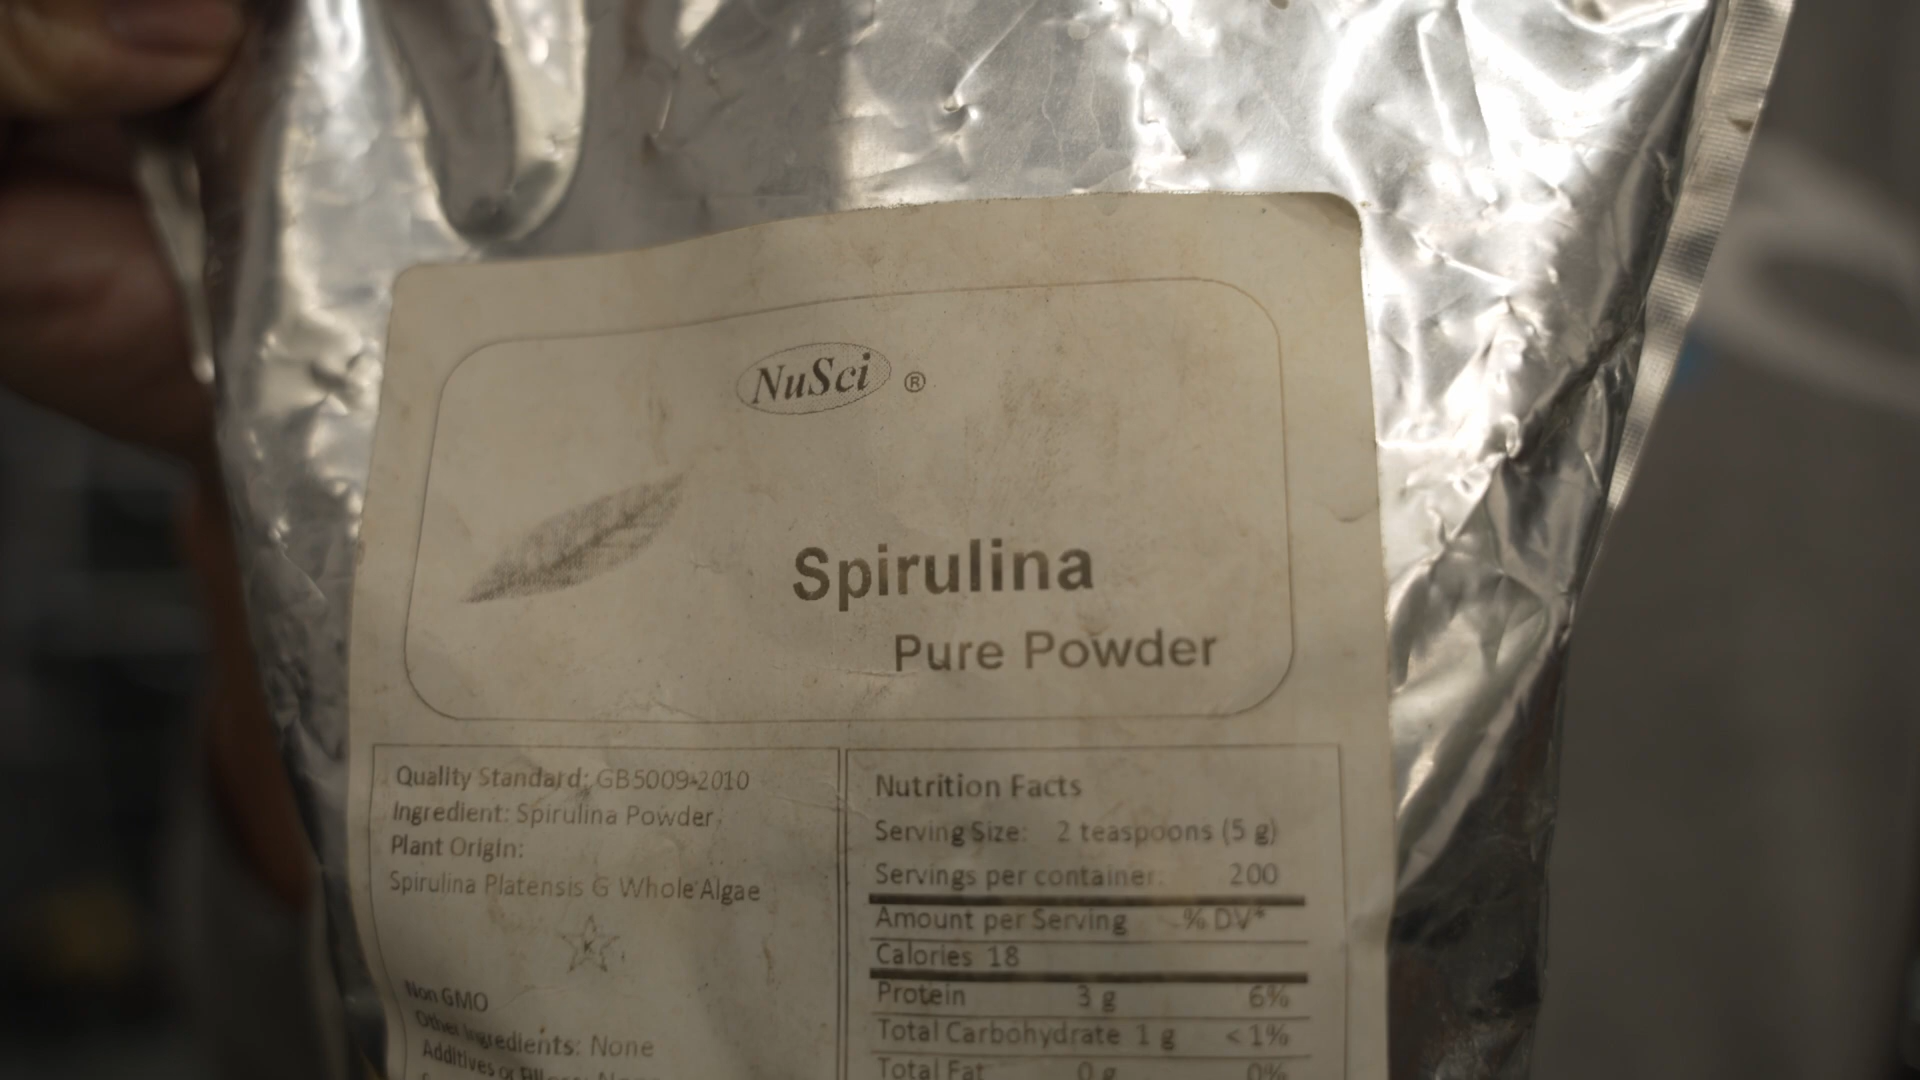 NuSci ®
Spirulina
Pure Powder
Quality Standard: GB5009-2010
Ingredient: Spirulina Powder
Plant Origin:
Spirulina Platensis G Whole Algae
K
Non GMO
Other Ingredients: None
Additives or
Nutrition Facts
Serving Size: 2 teaspoons (5 g)
Servings per container: 200
Amount per Serving % DV*
Calories 18
Protein 3 g 6%
Total Carbohydrate 1 g <1%
Total Fat 0 g 0%